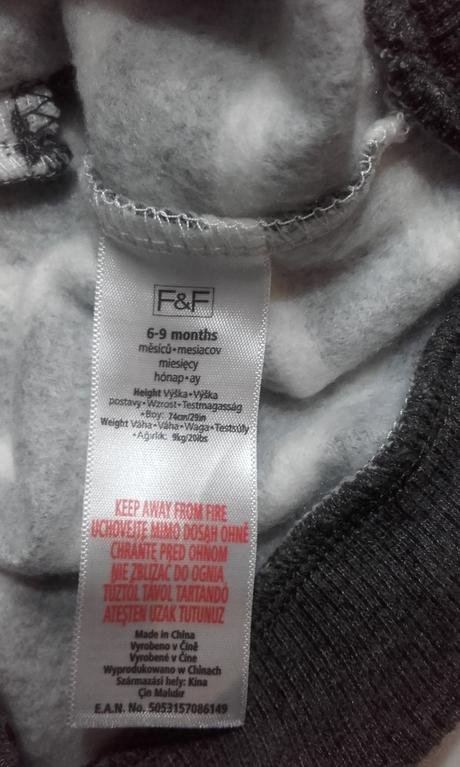 F&F
6-9 months
měsíců•mesiacov
miesięcy
hónap•ay
Height Výška•Výška
postavy•Wzrost•Testmagasság
•Boy: 74cm/29in
Weight Váha•Váha•Waga•Testsúly
•Ağırlık: 9kg/20lbs
KEEP AWAY FROM FIRE
UCHOVEJTE MIMO DOSAH OHNĚ
CHRÁŇTE PRED OHŇOM
NIE ZBLIŻAĆ DO OGNIA
TŰZTŐL TÁVOL TARTANDÓ
ATEŞTEN UZAK TUTUNUZ
Made in China
Vyrobeno v Číně
Vyrobené v Číne
Wyprodukowano w Chinach
Származási hely: Kína
Çin Malıdır
E.A.N. No. 5053157086149